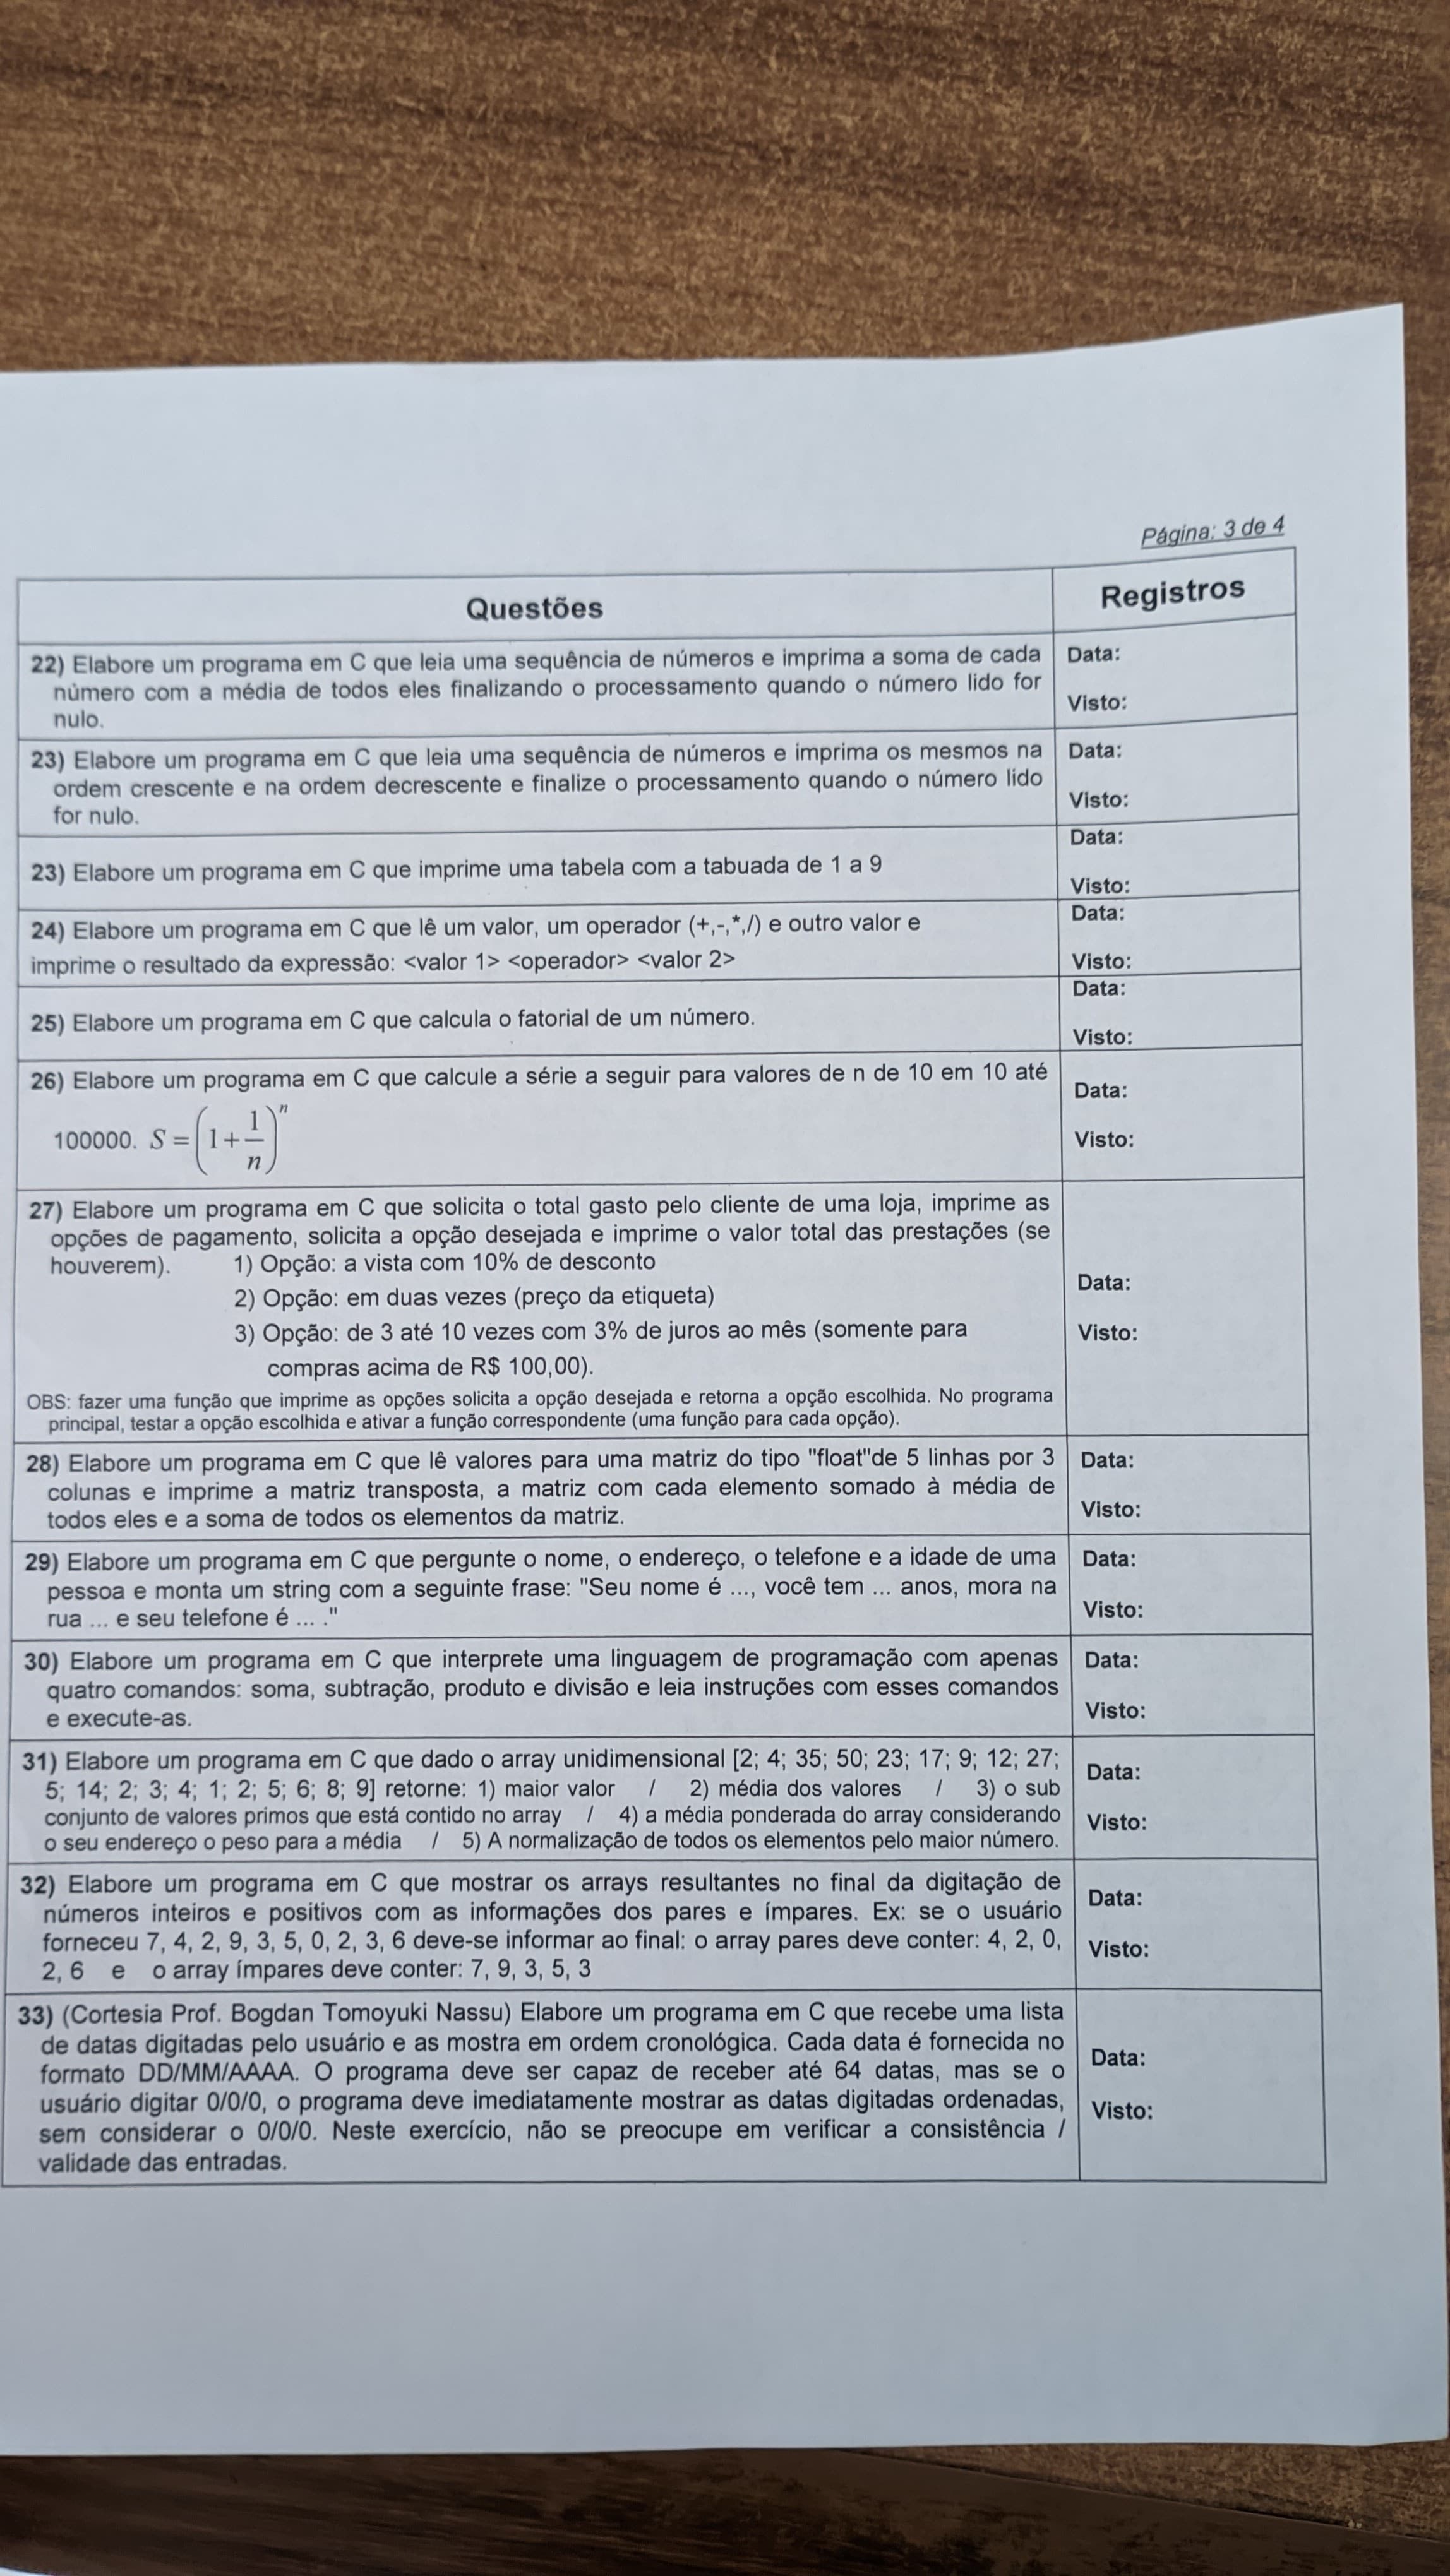 Página: 3 de 4
Questões
Registros
22) Elabore um programa em C que leia uma sequência de números e imprima a soma de cada
número com a média de todos eles finalizando o processamento quando o número lido for
nulo.
Data:
Visto:
23) Elabore um programa em C que leia uma sequência de números e imprima os mesmos na
ordem crescente e na ordem decrescente e finalize o processamento quando o número lido
for nulo.
Data:
Visto:
23) Elabore um programa em C que imprime uma tabela com a tabuada de 1 a 9
Data:
Visto:
24) Elabore um programa em C que lê um valor, um operador (+,-,*,/) e outro valor e
imprime o resultado da expressão: <valor 1> <operador> <valor 2>
Data:
Visto:
25) Elabore um programa em C que calcula o fatorial de um número.
Data:
Visto:
26) Elabore um programa em C que calcule a série a seguir para valores de n de 10 em 10 até
100000. S = (1 + 1/n)^n
Data:
Visto:
27) Elabore um programa em C que solicita o total gasto pelo cliente de uma loja, imprime as
opções de pagamento, solicita a opção desejada e imprime o valor total das prestações (se
houverem). 1) Opção: a vista com 10% de desconto
2) Opção: em duas vezes (preço da etiqueta)
3) Opção: de 3 até 10 vezes com 3% de juros ao mês (somente para
compras acima de R$ 100,00).
OBS: fazer uma função que imprime as opções solicita a opção desejada e retorna a opção escolhida. No programa
principal, testar a opção escolhida e ativar a função correspondente (uma função para cada opção).
Data:
Visto:
28) Elabore um programa em C que lê valores para uma matriz do tipo "float"de 5 linhas por 3
colunas e imprime a matriz transposta, a matriz com cada elemento somado à média de
todos eles e a soma de todos os elementos da matriz.
Data:
Visto:
29) Elabore um programa em C que pergunte o nome, o endereço, o telefone e a idade de uma
pessoa e monta um string com a seguinte frase: "Seu nome é ..., você tem ... anos, mora na
rua ... e seu telefone é ... ."
Data:
Visto:
30) Elabore um programa em C que interprete uma linguagem de programação com apenas
quatro comandos: soma, subtração, produto e divisão e leia instruções com esses comandos
e execute-as.
Data:
Visto:
31) Elabore um programa em C que dado o array unidimensional [2; 4; 35; 50; 23; 17; 9; 12; 27;
5; 14; 2; 3; 4; 1; 2; 5; 6; 8; 9] retorne: 1) maior valor / 2) média dos valores / 3) o sub
conjunto de valores primos que está contido no array / 4) a média ponderada do array considerando
o seu endereço o peso para a média / 5) A normalização de todos os elementos pelo maior número.
Data:
Visto:
32) Elabore um programa em C que mostrar os arrays resultantes no final da digitação de
números inteiros e positivos com as informações dos pares e ímpares. Ex: se o usuário
forneceu 7, 4, 2, 9, 3, 5, 0, 2, 3, 6 deve-se informar ao final: o array pares deve conter: 4, 2, 0,
2, 6 e o array ímpares deve conter: 7, 9, 3, 5, 3
Data:
Visto:
33) (Cortesia Prof. Bogdan Tomoyuki Nassu) Elabore um programa em C que recebe uma lista
de datas digitadas pelo usuário e as mostra em ordem cronológica. Cada data é fornecida no
formato DD/MM/AAAA. O programa deve ser capaz de receber até 64 datas, mas se o
usuário digitar 0/0/0, o programa deve imediatamente mostrar as datas digitadas ordenadas,
sem considerar o 0/0/0. Neste exercício, não se preocupe em verificar a consistência /
validade das entradas.
Data:
Visto: